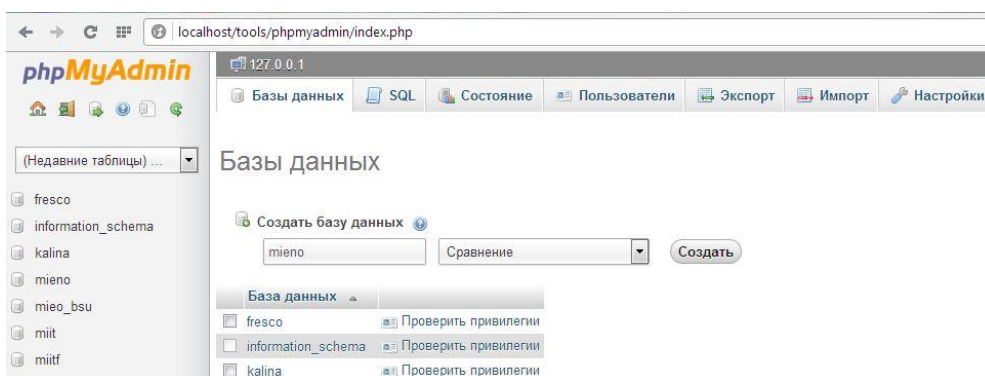 localhost/tools/phpmyadmin/index.php
phpMyAdmin
127.0.0.1
Базы данных SQL Состояние Пользователи Экспорт Импорт Настройки
(Недавние таблицы) ...
fresco
information_schema
kalina
mieno
mieo_bsu
miit
miitf
Базы данных
Создать базу данных
mieno Сравнение Создать
База данных
fresco Проверить привилегии
information_schema Проверить привилегии
kalina Проверить привилегии